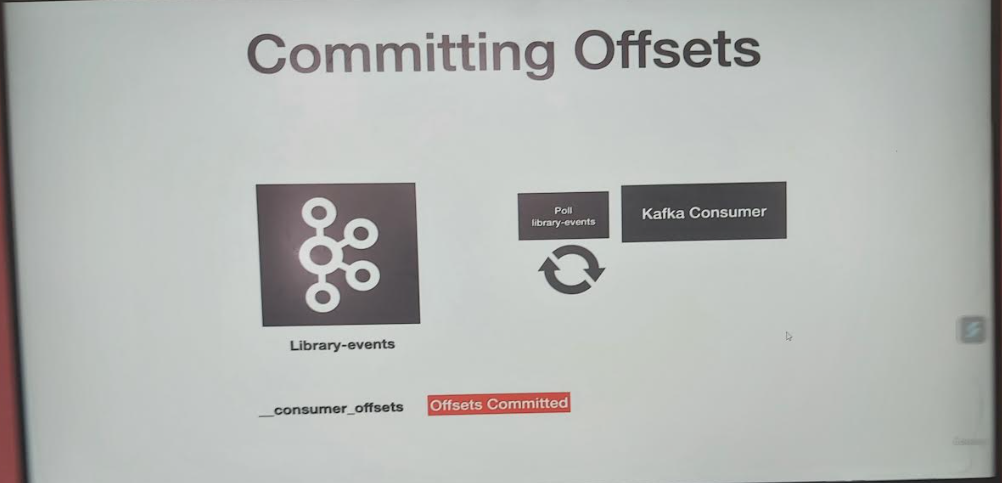 Committing Offsets
Poll
library-events
Kafka Consumer
Library-events
__consumer_offsets
Offsets Committed